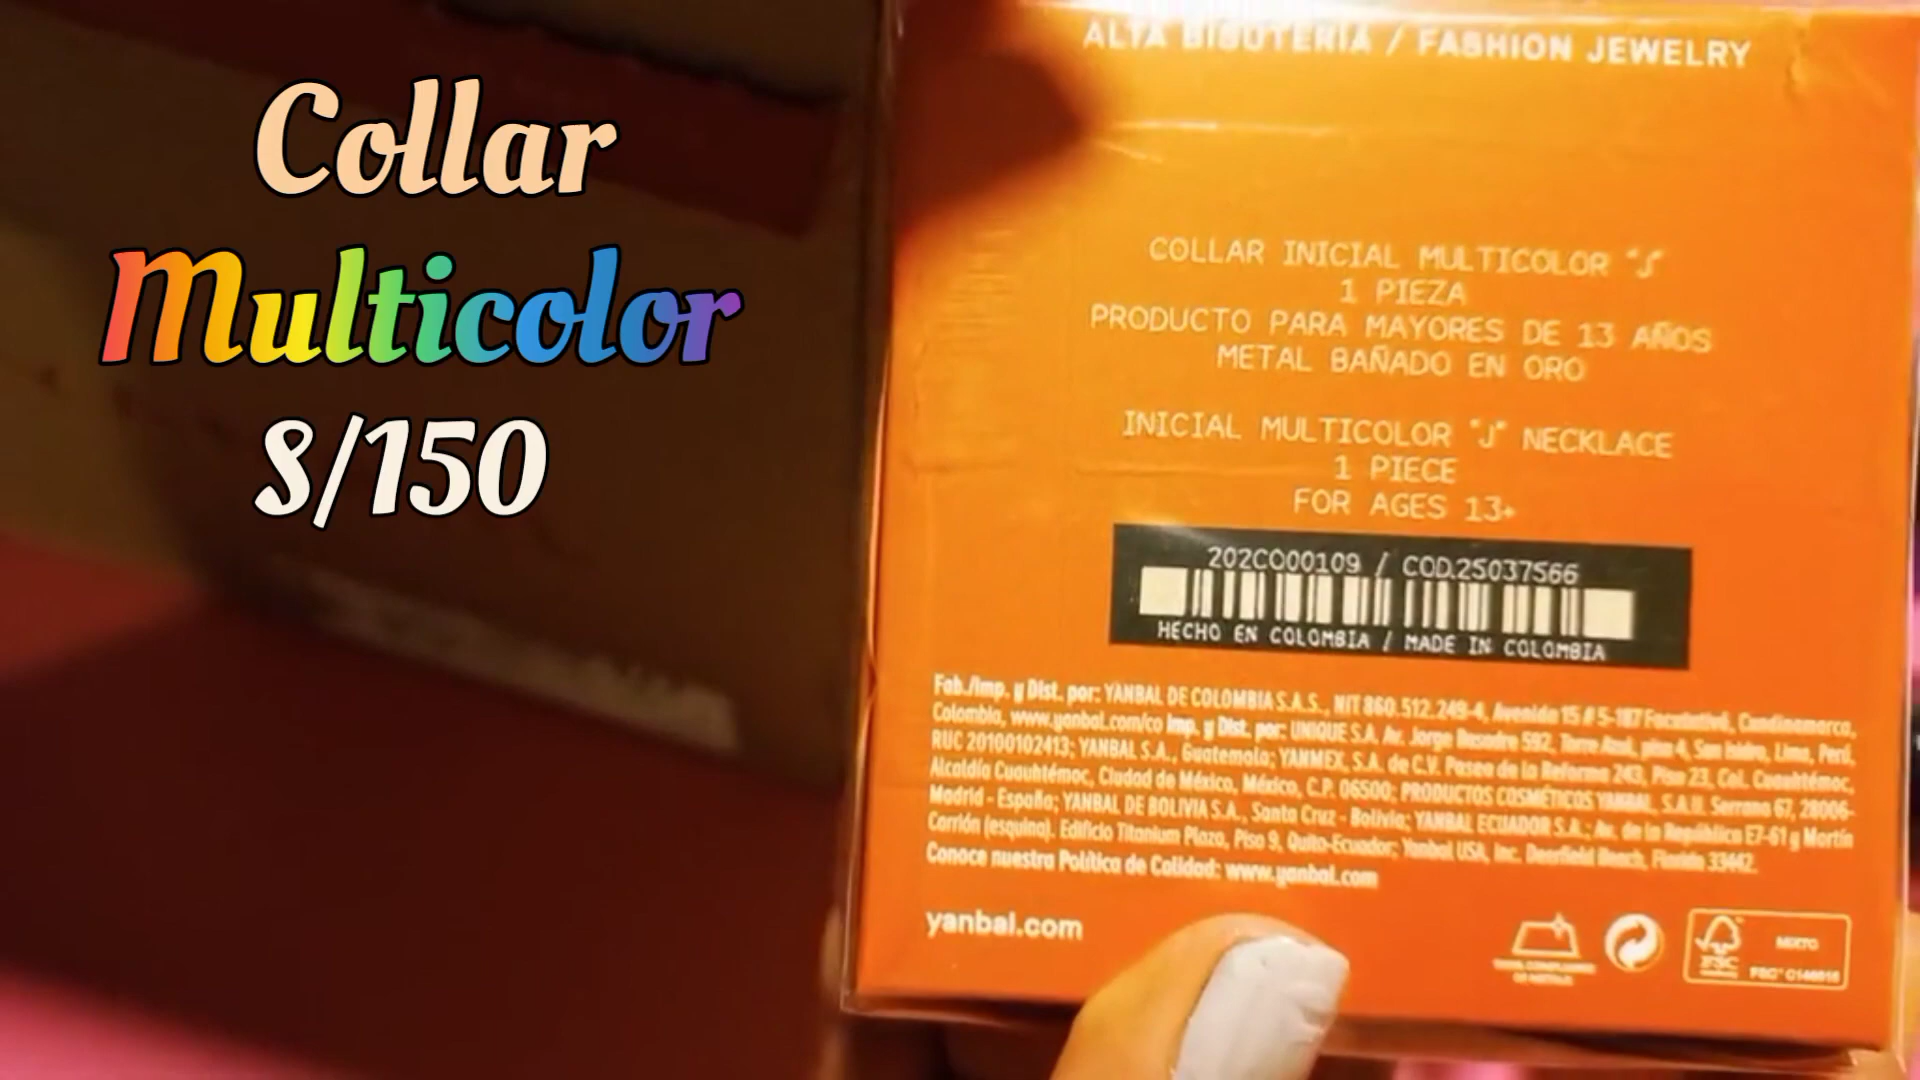 Collar
Multicolor
S/150
ALTA BISUTERÍA / FASHION JEWELRY
COLLAR INICIAL MULTICOLOR "J"
1 PIEZA
PRODUCTO PARA MAYORES DE 13 AÑOS
METAL BAÑADO EN ORO
INICIAL MULTICOLOR "J" NECKLACE
1 PIECE
FOR AGES 13+
202CO00109 / COD.25037566
HECHO EN COLOMBIA / MADE IN COLOMBIA
Fab./Imp. y Dist. por: YANBAL DE COLOMBIA S.A.S., NIT 860.512.249-4, Avenida 15 # 5-187 Facatativá, Cundinamarca,
Colombia, www.yanbal.com/co Imp. y Dist. por: UNIQUE S.A. Av. Jorge Basadre 592, Torre Azul, piso 4, San Isidro, Lima, Perú,
RUC 20100102413; YANBAL S.A., Guatemala; YANMEX, S.A. de C.V. Paseo de la Reforma 243, Piso 23, Col. Cuauhtémoc,
Alcaldía Cuauhtémoc, Ciudad de México, México, C.P. 06500; PRODUCTOS COSMÉTICOS YANBAL, S.A.U. Serrano 67, 28006-
Madrid - España; YANBAL DE BOLIVIA S.A., Santa Cruz - Bolivia; YANBAL ECUADOR S.A.; Av. de la República E7-61 y Martín
Carrión (esquina). Edificio Titanium Plaza, Piso 9, Quito-Ecuador; Yanbal USA, Inc. Deerfield Beach, Florida 33442.
Conoce nuestra Política de Calidad: www.yanbal.com
yanbal.com
FSC
MIXTO